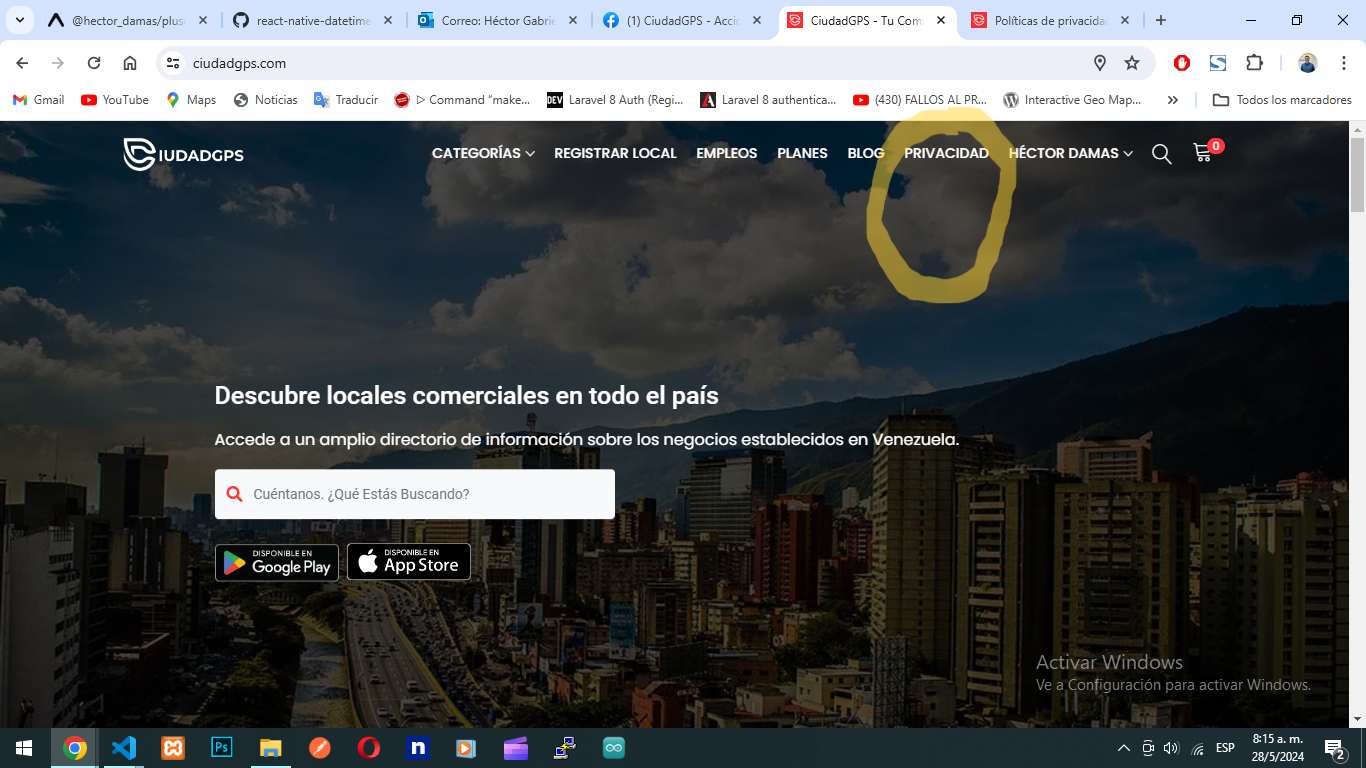 @hector_damas/plus
react-native-datetime
Correo: Héctor Gabrie
(1) CiudadGPS - Acci
CiudadGPS - Tu Com
Políticas de privacida
ciudadgps.com
Gmail
YouTube
Maps
Noticias
Traducir
▷ Command "make...
DEV
Laravel 8 Auth (Regi...
Laravel 8 authentica...
(430) FALLOS AL PR...
Interactive Geo Map...
Todos los marcadores
CIUDADGPS
CATEGORÍAS
REGISTRAR LOCAL
EMPLEOS
PLANES
BLOG
PRIVACIDAD
HÉCTOR DAMAS
0
Descubre locales comerciales en todo el país
Accede a un amplio directorio de información sobre los negocios establecidos en Venezuela.
Cuéntanos. ¿Qué Estás Buscando?
DISPONIBLE EN
Google Play
DISPONIBLE EN
App Store
Activar Windows
Ve a Configuración para activar Windows.
Ps
n
ESP
8:15 a. m.
28/5/2024
2